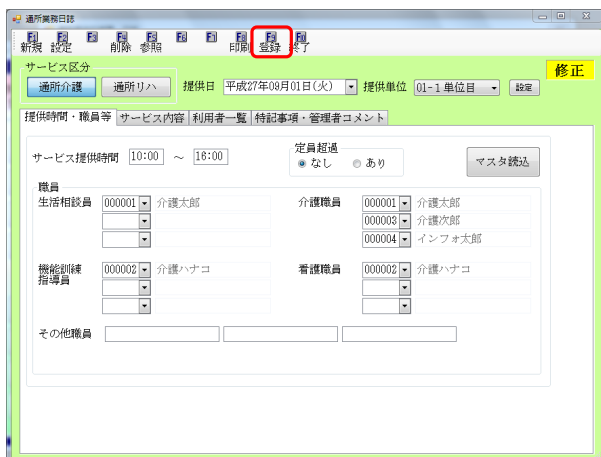 通所業務日誌
F1 F2 F3 F4 F5 F6 F7 F8 F9 F10
新規 設定 削除 参照 印刷 登録 終了
サービス区分
修正
通所介護 通所リハ 提供日 平成27年09月01日(火) 提供単位 01-1単位目 設定
提供時間・職員等 サービス内容 利用者一覧 特記事項・管理者コメント
サービス提供時間 10:00 ～ 16:00
定員超過
なし あり
マスタ読込
職員
生活相談員 000001 介護太郎 介護職員 000001 介護太郎
000003 介護次郎
000004 インフォ太郎
機能訓練指導員 000002 介護ハナコ 看護職員 000002 介護ハナコ
その他職員